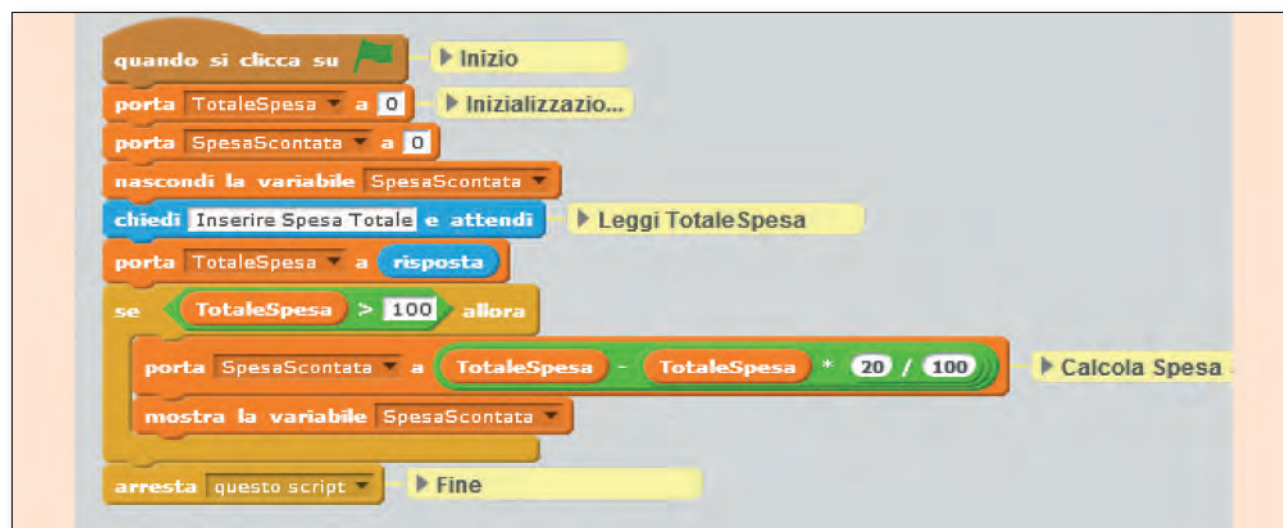 quando si clicca su Inizio
porta TotaleSpesa a 0 Inizializzazio...
porta SpesaScontata a 0
nascondi la variabile SpesaScontata
chiedi Inserire Spesa Totale e attendi Leggi TotaleSpesa
porta TotaleSpesa a risposta
se TotaleSpesa > 100 allora
porta SpesaScontata a TotaleSpesa - TotaleSpesa * 20 / 100 Calcola Spesa
mostra la variabile SpesaScontata
arresta questo script Fine